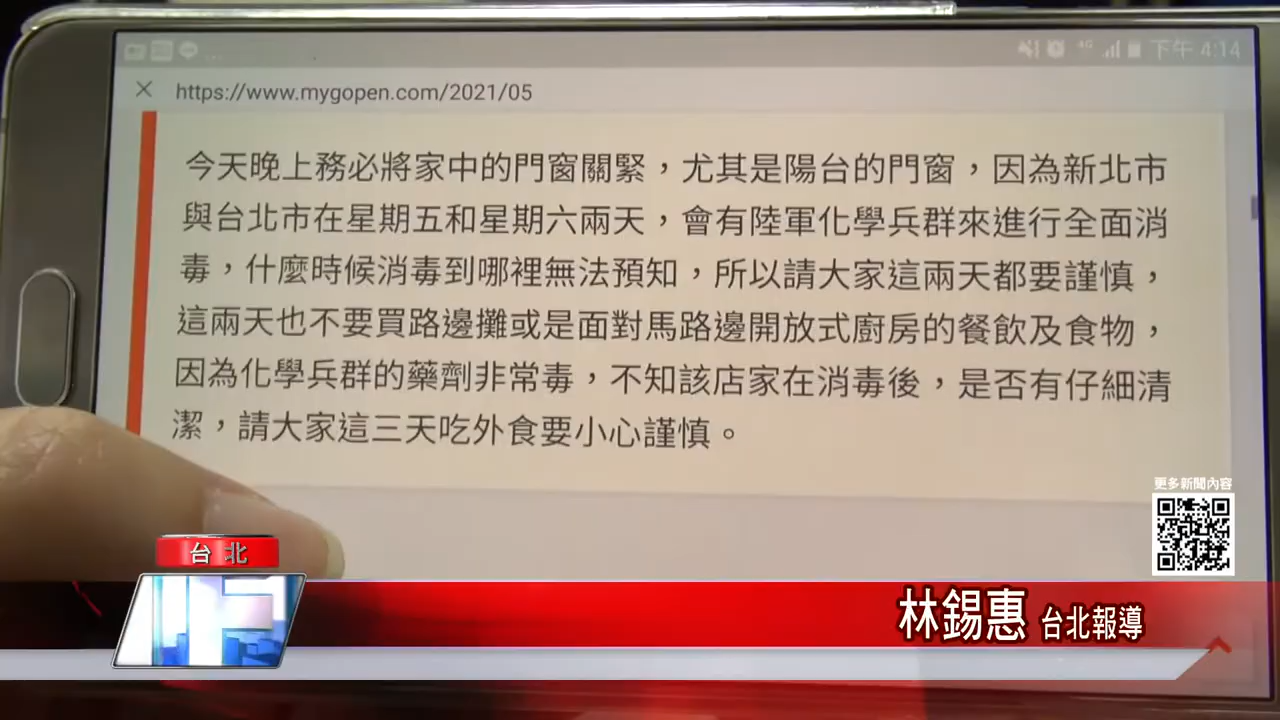 下午 4:14
https://www.mygopen.com/2021/05
今天晚上務必將家中的門窗關緊，尤其是陽台的門窗，因為新北市
與台北市在星期五和星期六兩天，會有陸軍化學兵群來進行全面消
毒，什麼時候消毒到哪裡無法預知，所以請大家這兩天都要謹慎，
這兩天也不要買路邊攤或是面對馬路邊開放式廚房的餐飲及食物，
因為化學兵群的藥劑非常毒，不知該店家在消毒後，是否有仔細清
潔，請大家這三天吃外食要小心謹慎。
更多新聞內容
台北
林錫惠 台北報導